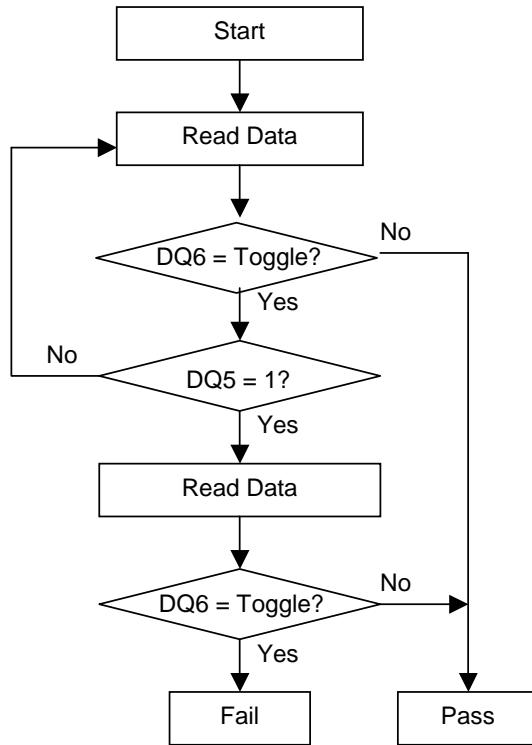 Start
Read Data
DQ6 = Toggle?
No
Yes
No
DQ5 = 1?
Yes
Read Data
DQ6 = Toggle?
No
Yes
Fail
Pass